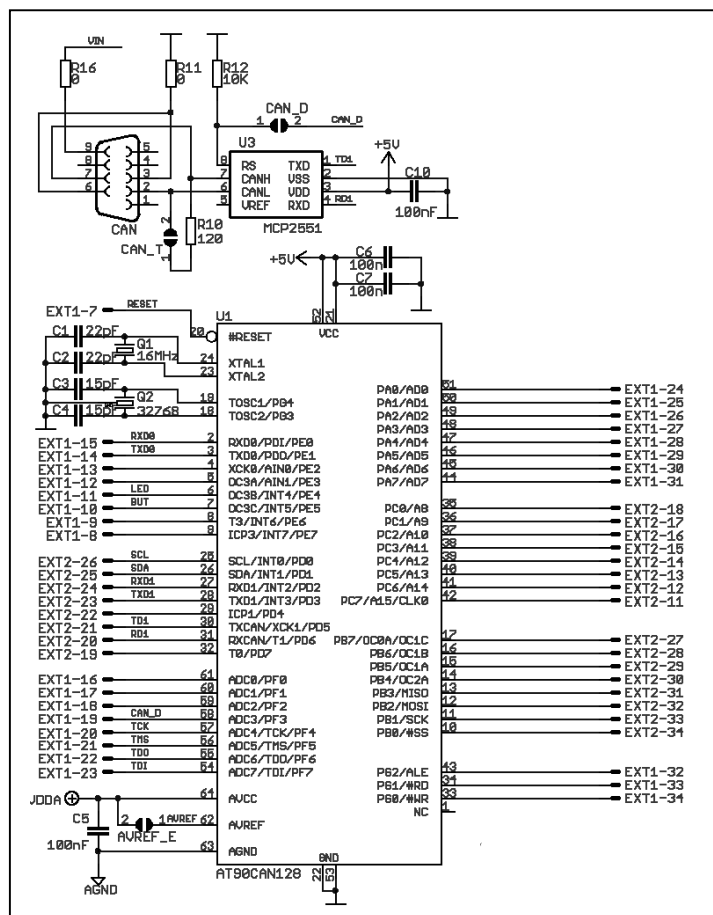 VIN
R16
0
R11
0
R12
10K
CAN_D
1 2
CAN_D
U3
+5V
9
8
7
6
5
4
3
2
1
CAN
8 RS TXD 1 TD1
7 CANH VSS 2
6 CANL VDD 3
5 VREF RXD 4 RD1
MCP2551
C10
100nF
2
1
CAN_T
R10
120
+5V
C6
100n
C7
100n
52 21
VCC
EXT1-7 RESET
U1
20 #RESET
C1 22pF
Q1
16MHz
24 XTAL1
C2 22pF
23 XTAL2
C3 15pF
Q2
32768
19 TOSC1/PG4
C4 15pF
18 TOSC2/PG3
EXT1-15 RXD0 2 RXD0/PDI/PE0
EXT1-14 TXD0 3 TXD0/PDO/PE1
EXT1-13 4 XCK0/AIN0/PE2
EXT1-12 5 OC3A/AIN1/PE3
EXT1-11 LED 6 OC3B/INT4/PE4
EXT1-10 BUT 7 OC3C/INT5/PE5
EXT1-9 8 T3/INT6/PE6
EXT1-8 9 ICP3/INT7/PE7
EXT2-26 SCL 25 SCL/INT0/PD0
EXT2-25 SDA 26 SDA/INT1/PD1
EXT2-24 RXD1 27 RXD1/INT2/PD2
EXT2-23 TXD1 28 TXD1/INT3/PD3
EXT2-22 29 ICP1/PD4
EXT2-21 TD1 30 TXCAN/XCK1/PD5
EXT2-20 RD1 31 RXCAN/T1/PD6
EXT2-19 32 T0/PD7
EXT1-16 61 ADC0/PF0
EXT1-17 60 ADC1/PF1
EXT1-18 59 ADC2/PF2
EXT1-19 CAN_D 58 ADC3/PF3
EXT1-20 TCK 57 ADC4/TCK/PF4
EXT1-21 TMS 56 ADC5/TMS/PF5
EXT1-22 TDO 55 ADC6/TDO/PF6
EXT1-23 TDI 54 ADC7/TDI/PF7
VDDA
64 AVCC
C5
100nF
2 1 AVREF 62 AVREF
AVREF_E
63 AGND
AGND
PA0/AD0 51 EXT1-24
PA1/AD1 50 EXT1-25
PA2/AD2 49 EXT1-26
PA3/AD3 48 EXT1-27
PA4/AD4 47 EXT1-28
PA5/AD5 46 EXT1-29
PA6/AD6 45 EXT1-30
PA7/AD7 44 EXT1-31
PC0/A8 35 EXT2-18
PC1/A9 36 EXT2-17
PC2/A10 37 EXT2-16
PC3/A11 38 EXT2-15
PC4/A12 39 EXT2-14
PC5/A13 40 EXT2-13
PC6/A14 41 EXT2-12
PC7/A15/CLKO 42 EXT2-11
PB7/OC0A/OC1C 17 EXT2-27
PB6/OC1B 16 EXT2-28
PB5/OC1A 15 EXT2-29
PB4/OC2A 14 EXT2-30
PB3/MISO 13 EXT2-31
PB2/MOSI 12 EXT2-32
PB1/SCK 11 EXT2-33
PB0/#SS 10 EXT2-34
PG2/ALE 43 EXT1-32
PG1/#RD 34 EXT1-33
PG0/#WR 33 EXT1-34
NC 1
GND
22 53
AT90CAN128